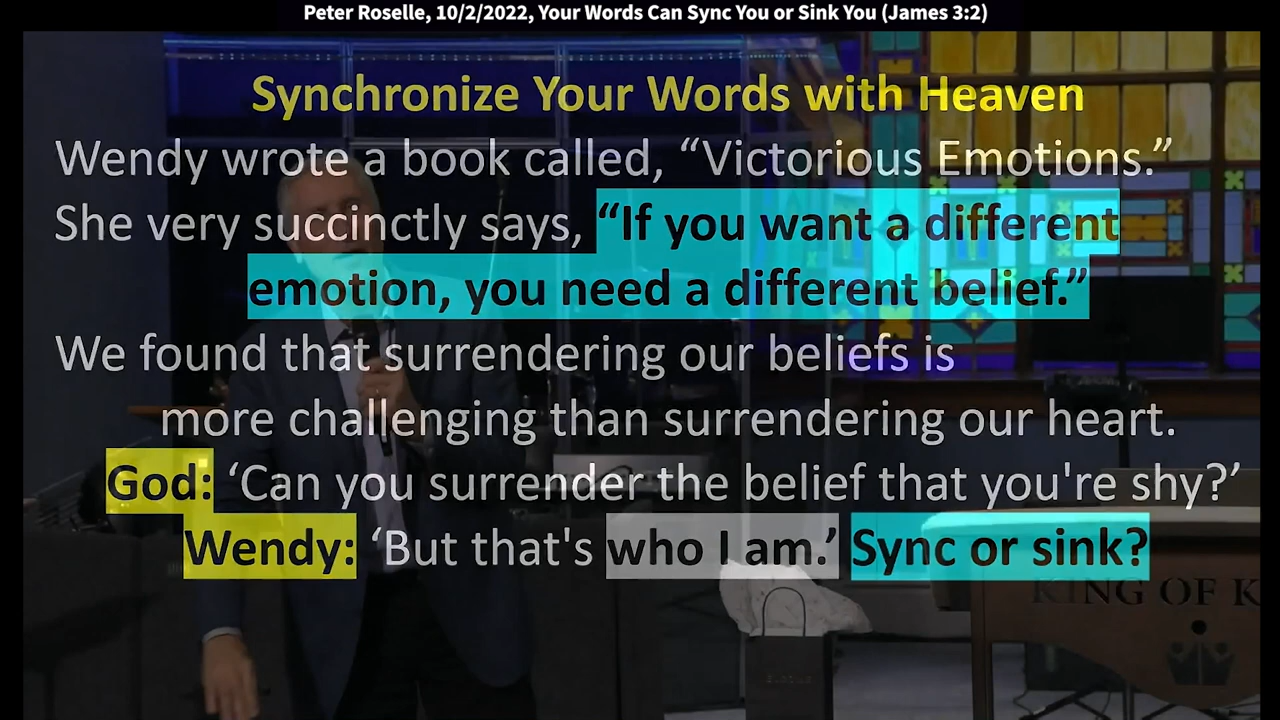 Peter Roselle, 10/2/2022, Your Words Can Sync You or Sink You (James 3:2)
Synchronize Your Words with Heaven
Wendy wrote a book called, “Victorious Emotions.”
She very succinctly says, “If you want a different
emotion, you need a different belief.”
We found that surrendering our beliefs is
more challenging than surrendering our heart.
God: ‘Can you surrender the belief that you're shy?’
Wendy: ‘But that's who I am.’ Sync or sink?
KING OF K